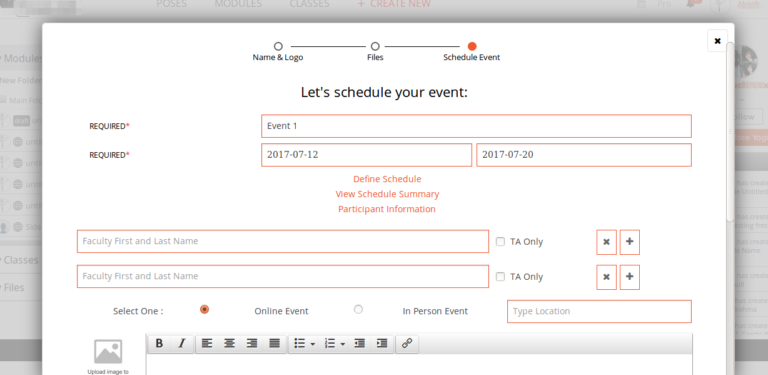 POSES MODULES CLASSES + CREATE NEW Pro
Modules
New Folder
Main
Classes
Files
Name & Logo
Files
Schedule Event
Let's schedule your event:
REQUIRED*
Event 1
REQUIRED*
2017-07-12
2017-07-20
Define Schedule
View Schedule Summary
Participant Information
Faculty First and Last Name
TA Only
Faculty First and Last Name
TA Only
Select One :
Online Event
In Person Event
Type Location
B I
Upload image to